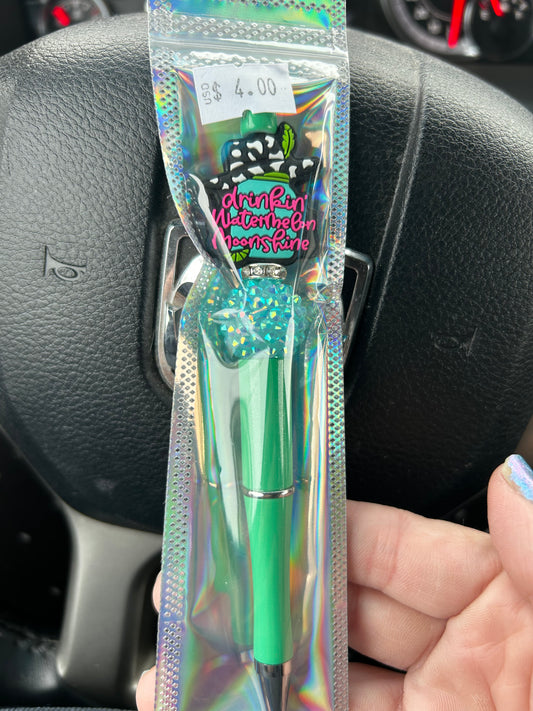 USD $ 4.00
drinkin'
Watermelon
Moonshine